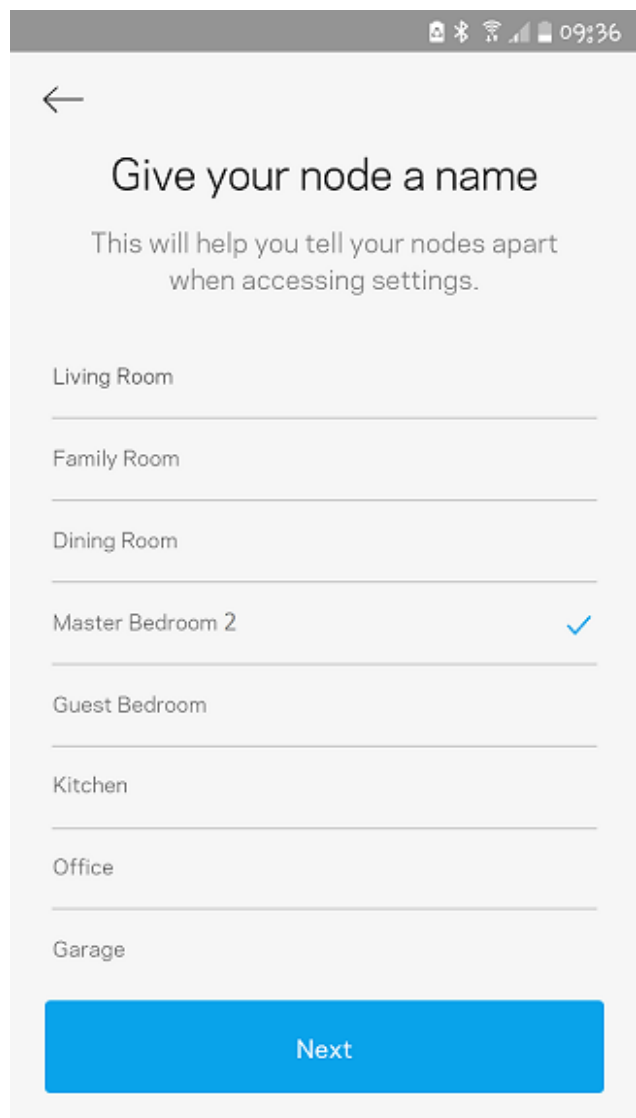 09:36
Give your node a name
This will help you tell your nodes apart
when accessing settings.
Living Room
Family Room
Dining Room
Master Bedroom 2
Guest Bedroom
Kitchen
Office
Garage
Next